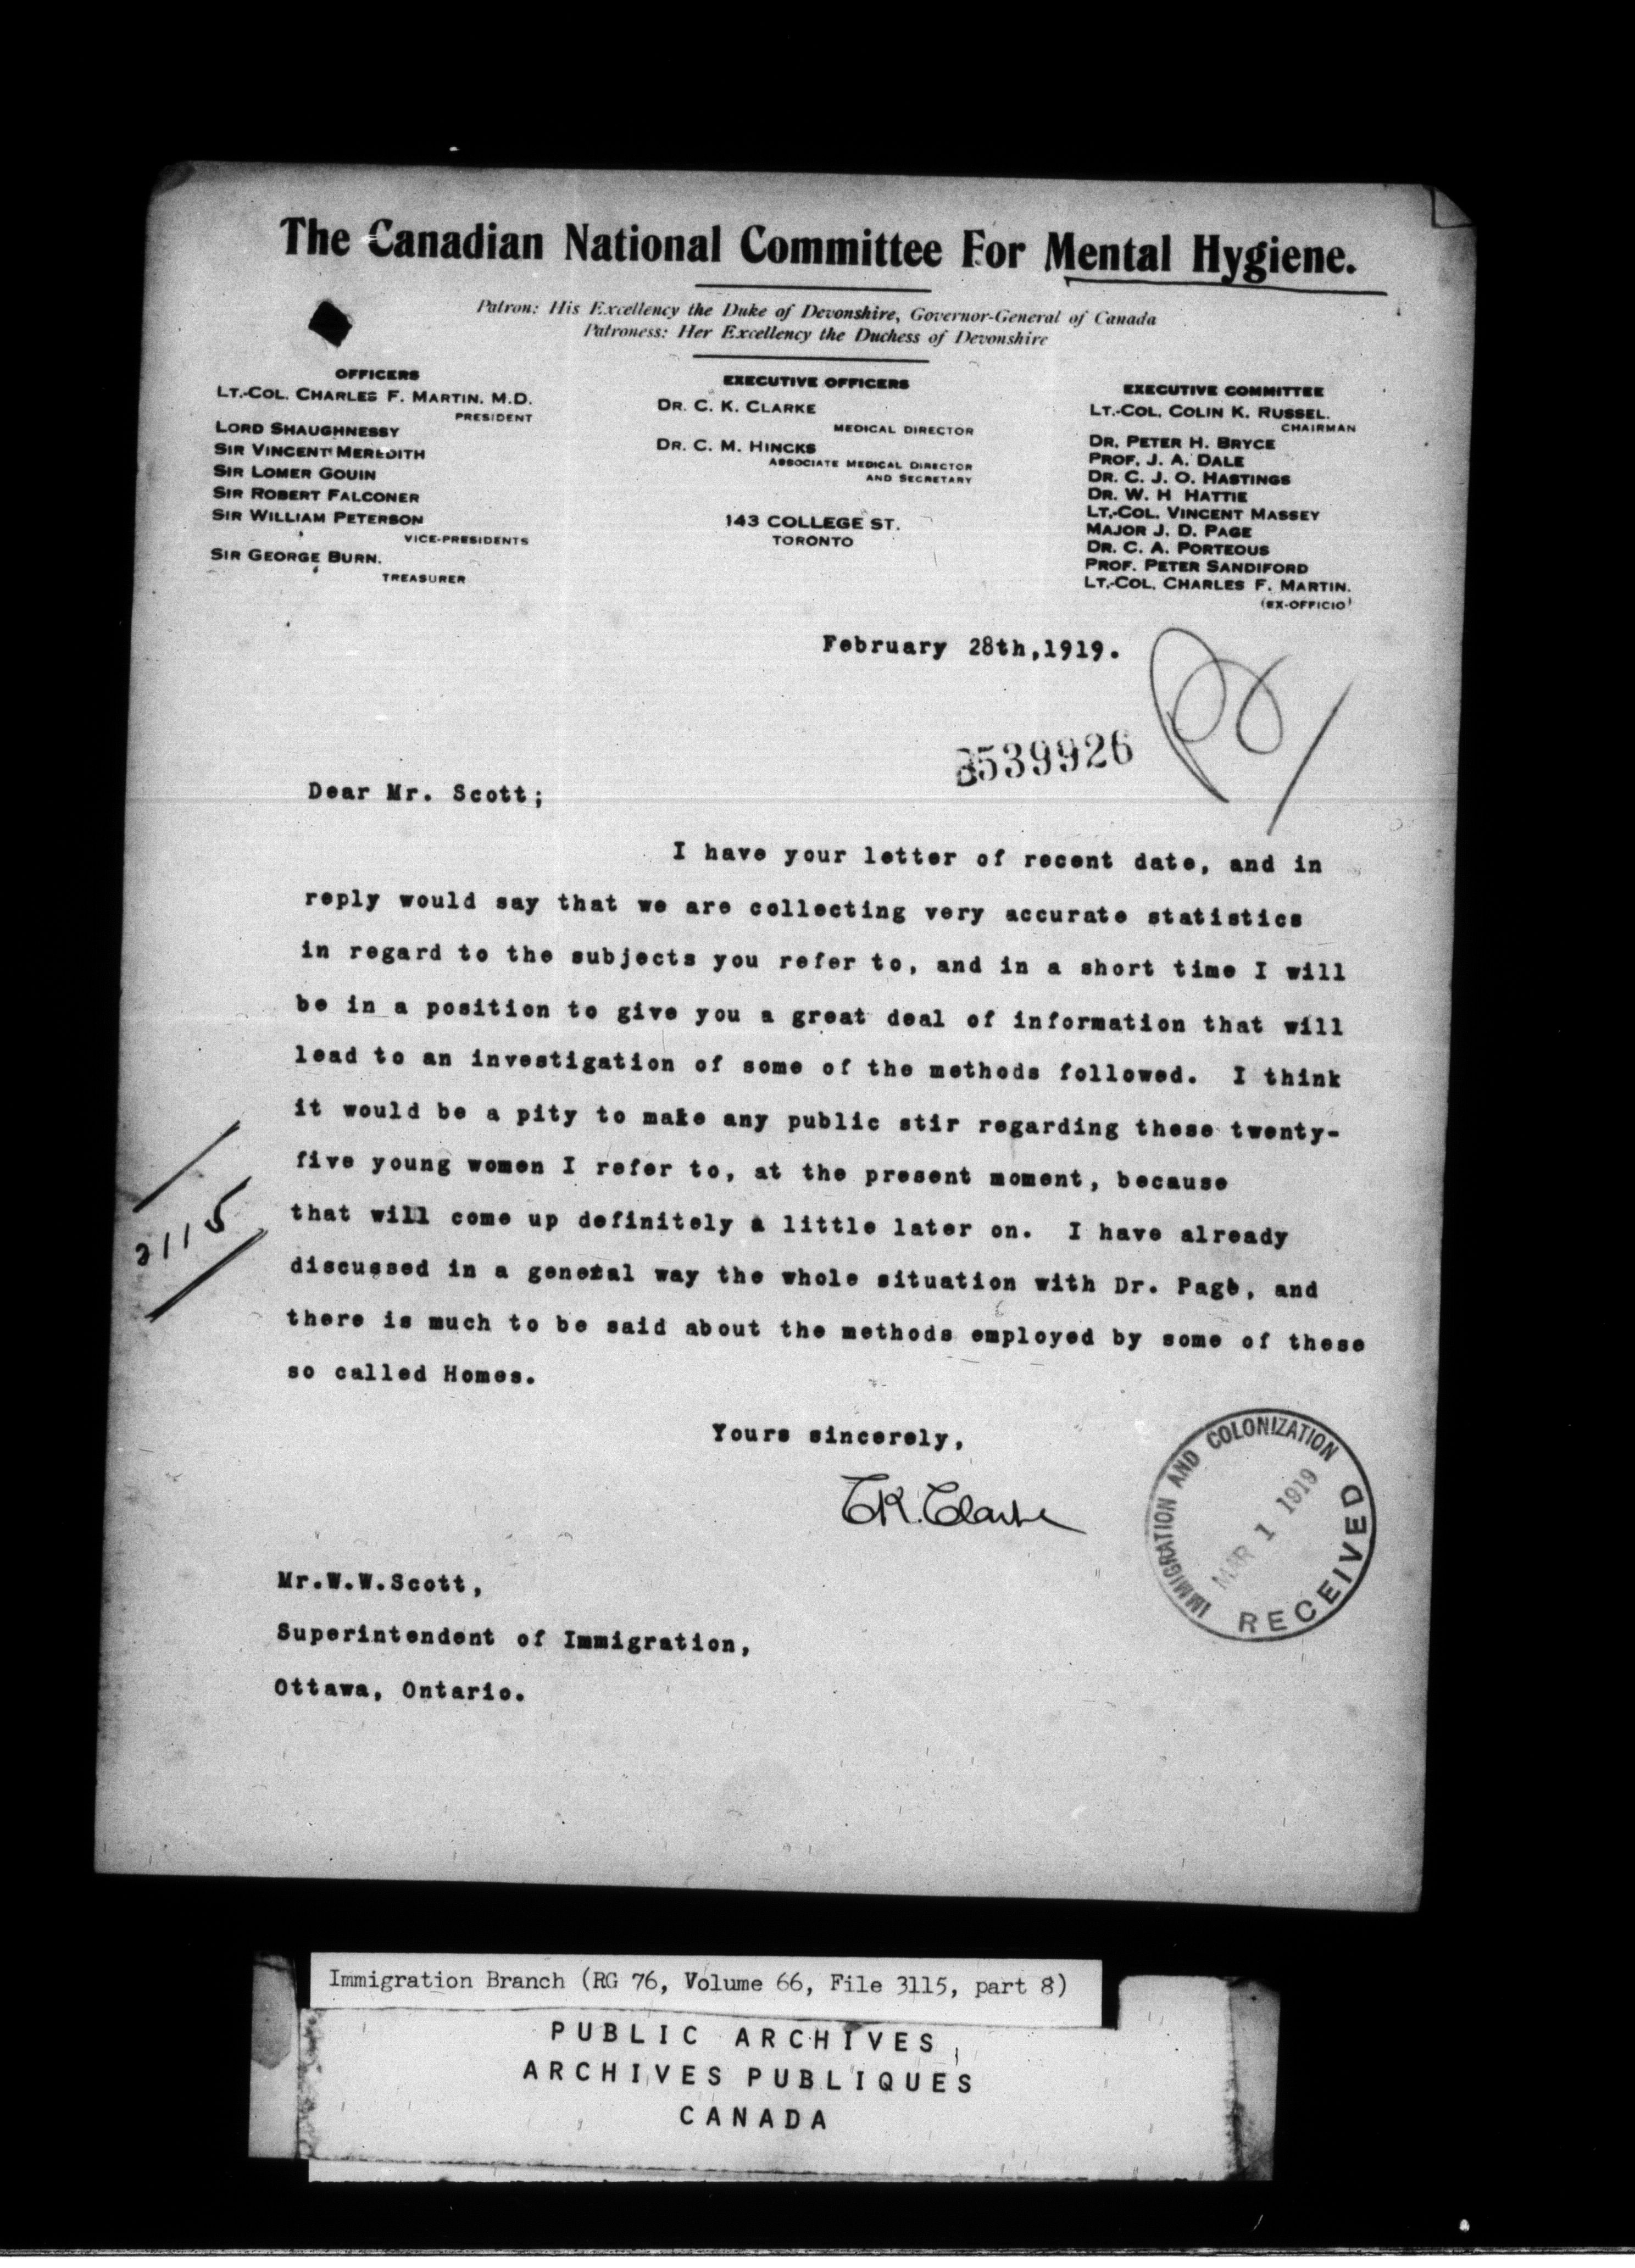 The Canadian National Committee For Mental Hygiene.
Patron: His Excellency the Duke of Devonshire, Governor-General of Canada
Patroness: Her Excellency the Duchess of Devonshire
OFFICERS
LT.-COL. CHARLES F. MARTIN. M.D.
PRESIDENT
LORD SHAUGHNESSY
SIR VINCENT MEREDITH
SIR LOMER GOUIN
SIR ROBERT FALCONER
SIR WILLIAM PETERSON
VICE-PRESIDENTS
SIR GEORGE BURN.
TREASURER
EXECUTIVE OFFICERS
DR. C. K. CLARKE
MEDICAL DIRECTOR
DR. C. M. HINCKS
ASSOCIATE MEDICAL DIRECTOR
AND SECRETARY
143 COLLEGE ST.
TORONTO
EXECUTIVE COMMITTEE
LT.-COL. COLIN K. RUSSEL.
CHAIRMAN
DR. PETER H. BRYCE
PROF. J. A. DALE
DR. C. J. O. HASTINGS
DR. W. H HATTIE
LT.-COL. VINCENT MASSEY
MAJOR J. D. PAGE
DR. C. A. PORTEOUS
PROF. PETER SANDIFORD
LT.-COL. CHARLES F. MARTIN.
(EX-OFFICIO)
February 28th,1919.
539926
Dear Mr. Scott;
I have your letter of recent date, and in
reply would say that we are collecting very accurate statistics
in regard to the subjects you refer to, and in a short time I will
be in a position to give you a great deal of information that will
lead to an investigation of some of the methods followed. I think
it would be a pity to make any public stir regarding these twenty-
five young women I refer to, at the present moment, because
that will come up definitely a little later on. I have already
discussed in a general way the whole situation with Dr. Page, and
there is much to be said about the methods employed by some of these
so called Homes.
3115
Yours sincerely,
C.K. Clarke
IMMIGRATION AND COLONIZATION
MAR 1 1919
RECEIVED
Mr.W.W.Scott,
Superintendent of Immigration,
Ottawa, Ontario.
Immigration Branch (RG 76, Volume 66, File 3115, part 8)
PUBLIC ARCHIVES
ARCHIVES PUBLIQUES
CANADA